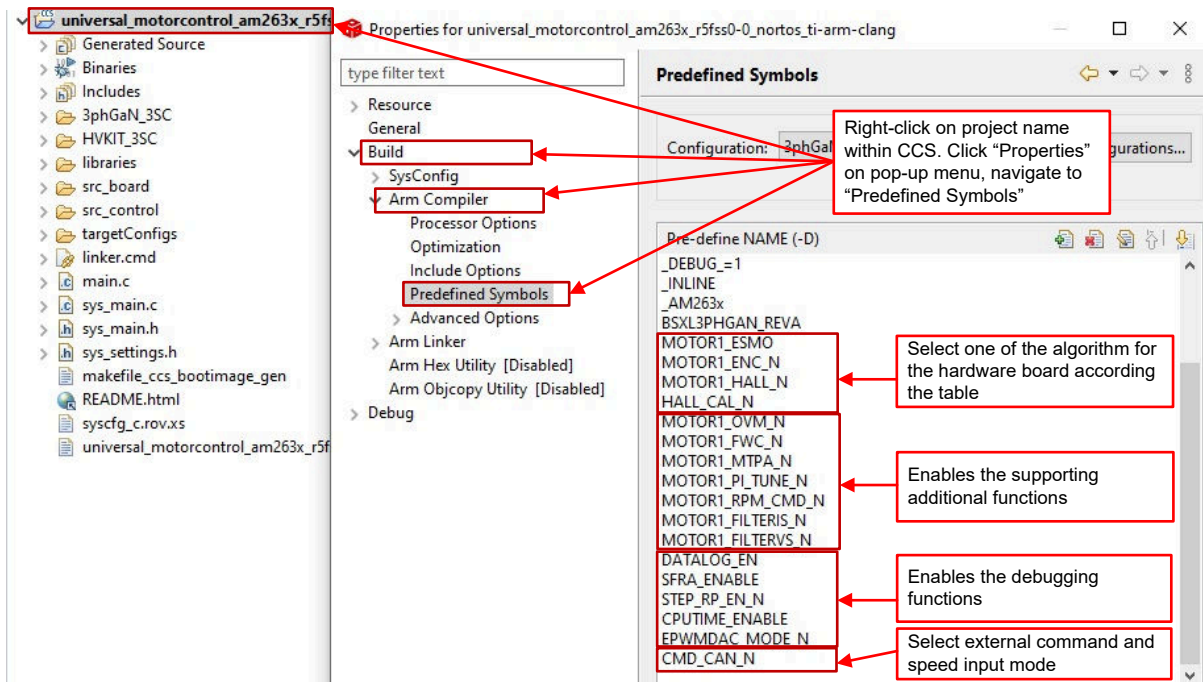 universal_motorcontrol_am263x_r5fs
Generated Source
Binaries
Includes
3phGaN_3SC
HVKIT_3SC
libraries
src_board
src_control
targetConfigs
linker.cmd
main.c
sys_main.c
sys_main.h
sys_settings.h
makefile_ccs_bootimage_gen
README.html
syscfg_c.rov.xs
universal_motorcontrol_am263x_r5f
Properties for universal_motorcontrol_am263x_r5fss0-0_nortos_ti-arm-clang
type filter text
Resource
General
Build
SysConfig
Arm Compiler
Processor Options
Optimization
Include Options
Predefined Symbols
Advanced Options
Arm Linker
Arm Hex Utility [Disabled]
Arm Objcopy Utility [Disabled]
Debug
Predefined Symbols
Configuration: 3phGa
gurations...
Right-click on project name
within CCS. Click “Properties”
on pop-up menu, navigate to
“Predefined Symbols”
Pre-define NAME (-D)
_DEBUG_=1
_INLINE
_AM263x
BSXL3PHGAN_REVA
MOTOR1_ESMO
MOTOR1_ENC_N
MOTOR1_HALL_N
HALL_CAL_N
MOTOR1_OVM_N
MOTOR1_FWC_N
MOTOR1_MTPA_N
MOTOR1_PI_TUNE_N
MOTOR1_RPM_CMD_N
MOTOR1_FILTERIS_N
MOTOR1_FILTERVS_N
DATALOG_EN
SFRA_ENABLE
STEP_RP_EN_N
CPUTIME_ENABLE
EPWMDAC_MODE_N
CMD_CAN_N
Select one of the algorithm for
the hardware board according
the table
Enables the supporting
additional functions
Enables the debugging
functions
Select external command and
speed input mode